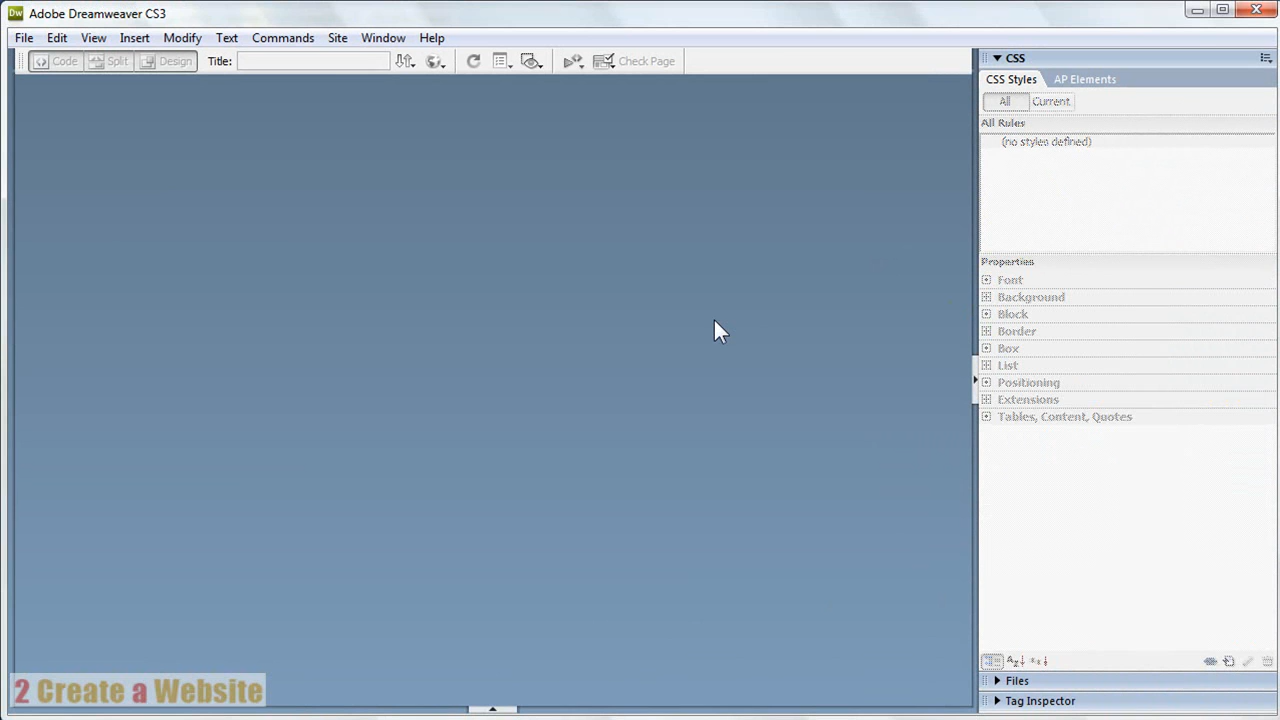 Dw Adobe Dreamweaver CS3
File Edit View Insert Modify Text Commands Site Window Help
Code Split Design Title: Check Page
CSS
CSS Styles AP Elements
All Current
All Rules
(no styles defined)
Properties
Font
Background
Block
Border
Box
List
Positioning
Extensions
Tables, Content, Quotes
Files
Tag Inspector
2 Create a Website